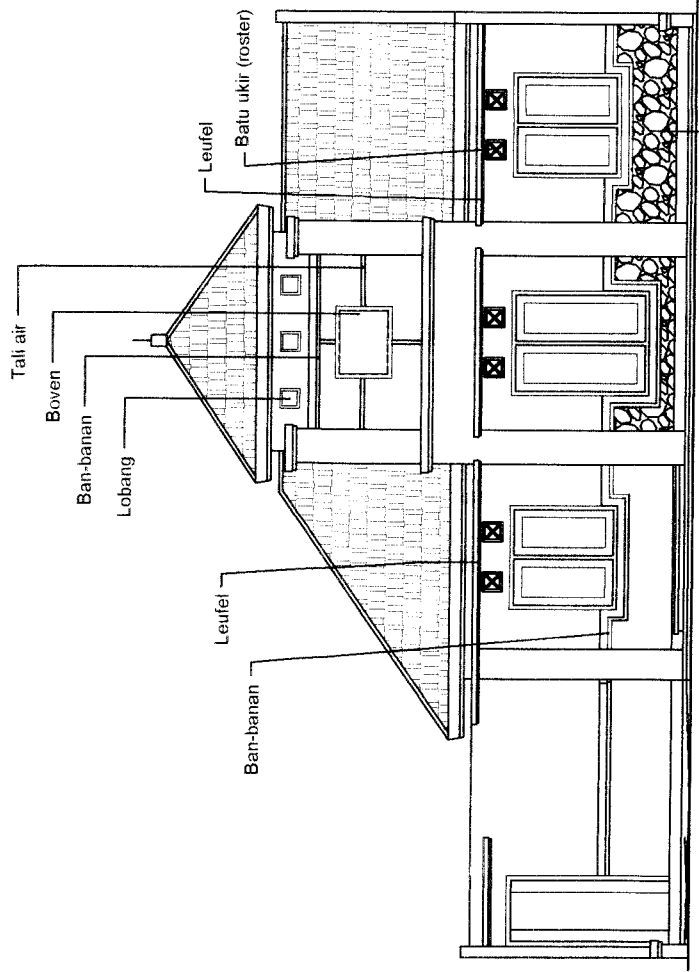 Tali air
Boven
Ban-banan
Lobang
Leufel
Batu ukir (roster)
Leufel
Ban-banan